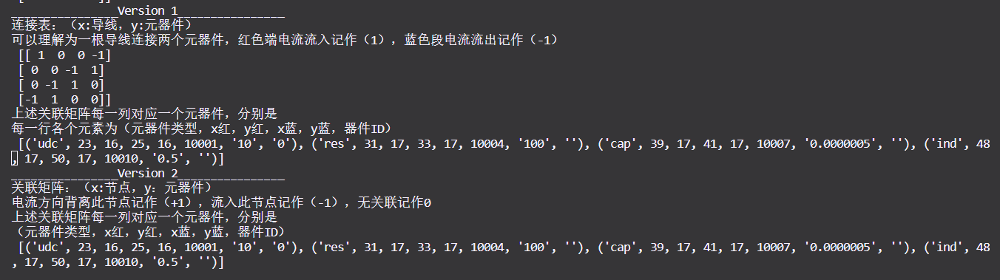 ________________Version 1________________
连接表: (x:导线, y:元器件)
可以理解为一根导线连接两个元器件, 红色端电流流入记作 (1) , 蓝色段电流流出记作 (-1)
[[ 1 0 0 -1]
[ 0 0 -1 1]
[ 0 -1 1 0]
[-1 1 0 0]]
上述关联矩阵每一列对应一个元器件, 分别是
每一行各个元素为 (元器件类型, x红, y红, x蓝, y蓝, 器件ID)
[('udc', 23, 16, 25, 16, 10001, '10', '0'), ('res', 31, 17, 33, 17, 10004, '100', ''), ('cap', 39, 17, 41, 17, 10007, '0.0000005', ''), ('ind', 48
, 17, 50, 17, 10010, '0.5', '')]
________________Version 2________________
关联矩阵: (x:节点, y: 元器件)
电流方向背离此节点记作 (+1) , 流入此节点记作 (-1) , 无关联记作0
上述关联矩阵每一列对应一个元器件, 分别是
(元器件类型, x红, y红, x蓝, y蓝, 器件ID)
[('udc', 23, 16, 25, 16, 10001, '10', '0'), ('res', 31, 17, 33, 17, 10004, '100', ''), ('cap', 39, 17, 41, 17, 10007, '0.0000005', ''), ('ind', 48
, 17, 50, 17, 10010, '0.5', '')]